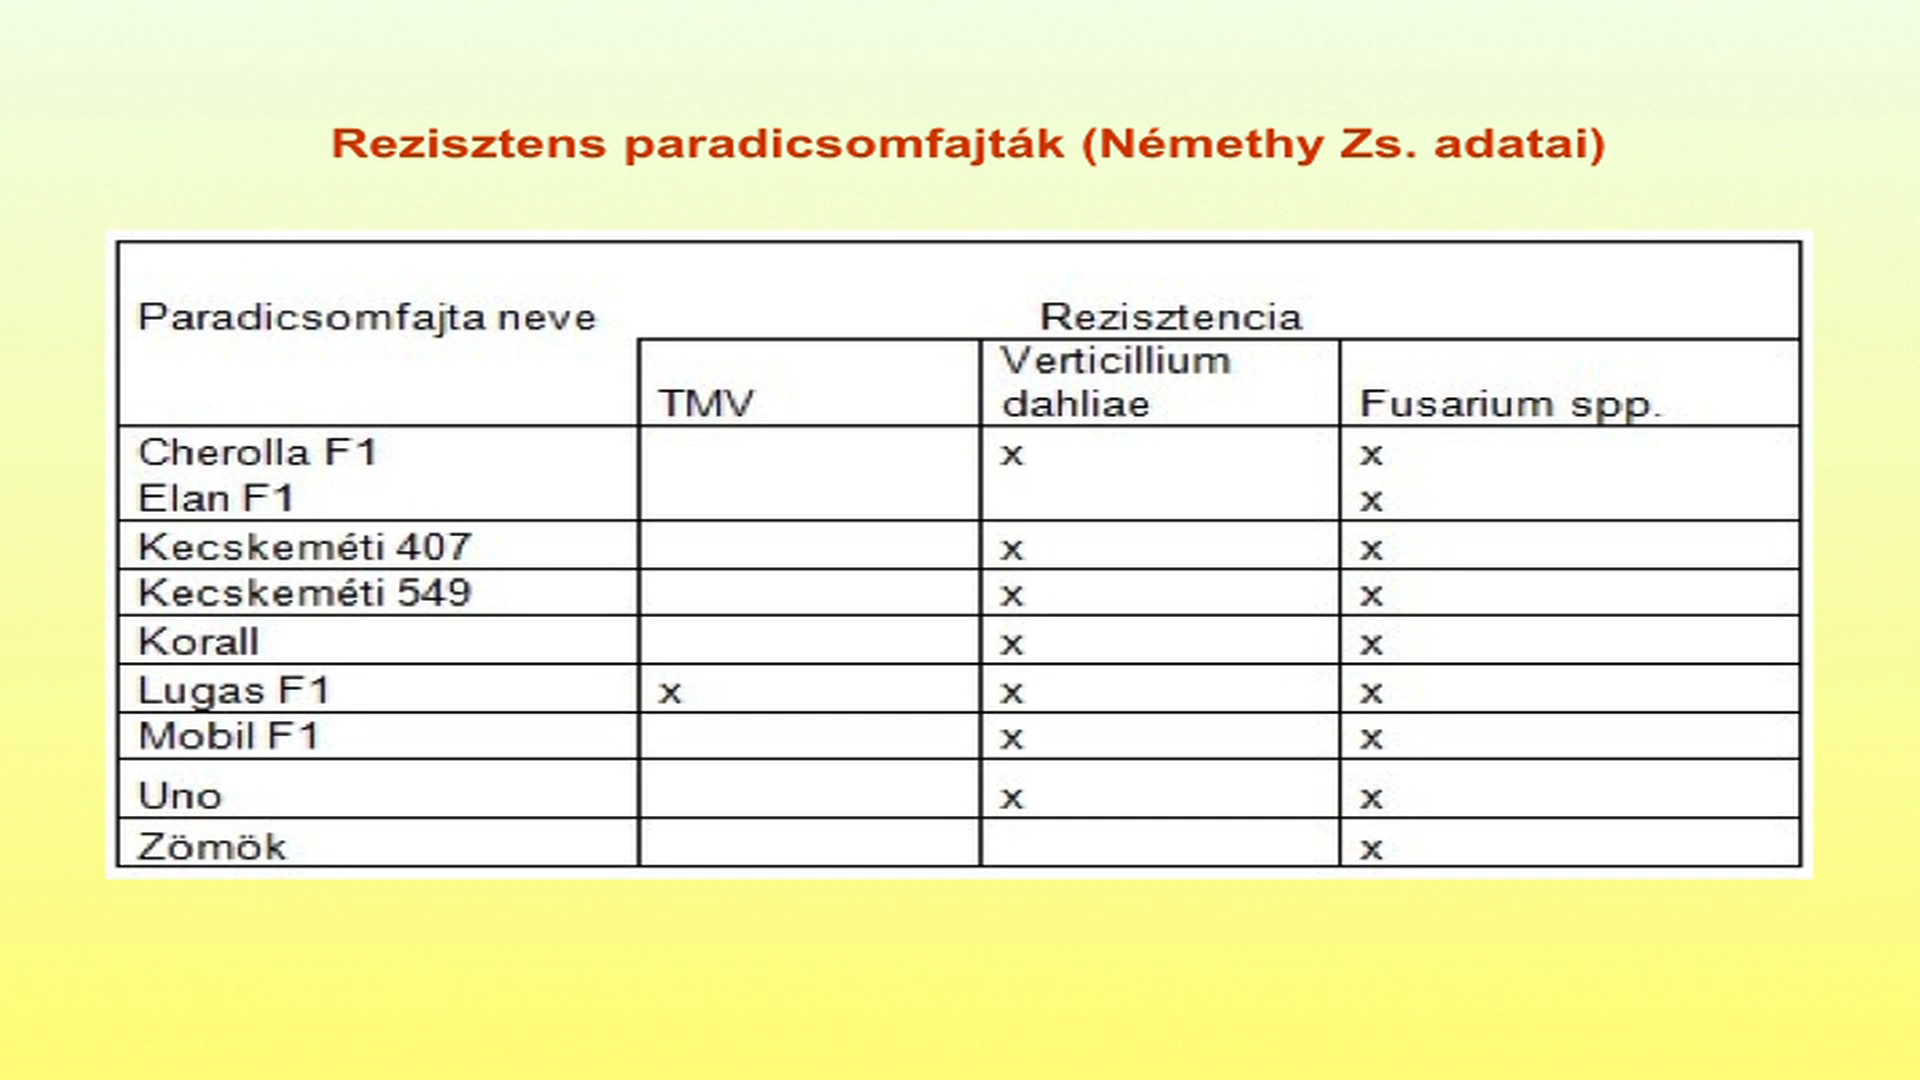 Rezisztens paradicsomfajták (Némethy Zs. adatai)
Paradicsomfajta neve Rezisztencia
TMV Verticillium dahliae Fusarium spp.
Cherolla F1 x x
Elan F1 x
Kecskeméti 407 x x
Kecskeméti 549 x x
Korall x x
Lugas F1 x x x
Mobil F1 x x
Uno x x
Zömök x